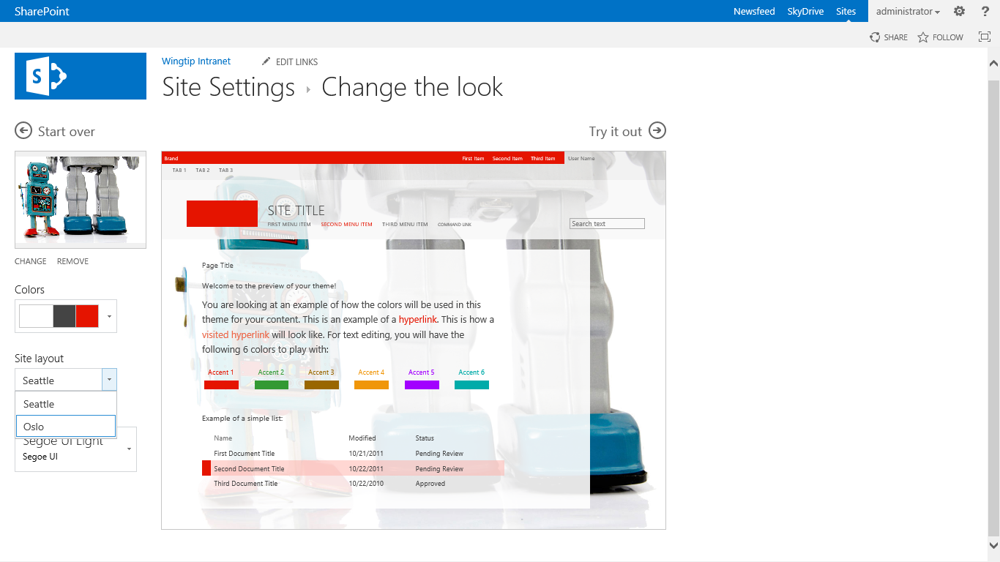 SharePoint
Newsfeed SkyDrive Sites administrator ?
SHARE FOLLOW
S
Wingtip Intranet EDIT LINKS
Site Settings Change the look
Start over
Try it out
CHANGE REMOVE
Colors
Site layout
Seattle
Seattle
Oslo
Segoe UI Light
Segoe UI
Brand First Item Second Item Third Item User Name
TAB 1 TAB 2 TAB 3
SITE TITLE
FIRST MENU ITEM SECOND MENU ITEM THIRD MENU ITEM COMMAND LINK
Search text
Page Title
Welcome to the preview of your theme!
You are looking at an example of how the colors will be used in this
theme for your content. This is an example of a hyperlink. This is how a
visited hyperlink will look like. For text editing, you will have the
following 6 colors to play with:
Accent 1 Accent 2 Accent 3 Accent 4 Accent 5 Accent 6
Example of a simple list:
Name Modified Status
First Document Title 10/21/2011 Pending Review
Second Document Title 10/22/2011 Pending Review
Third Document Title 10/22/2010 Approved